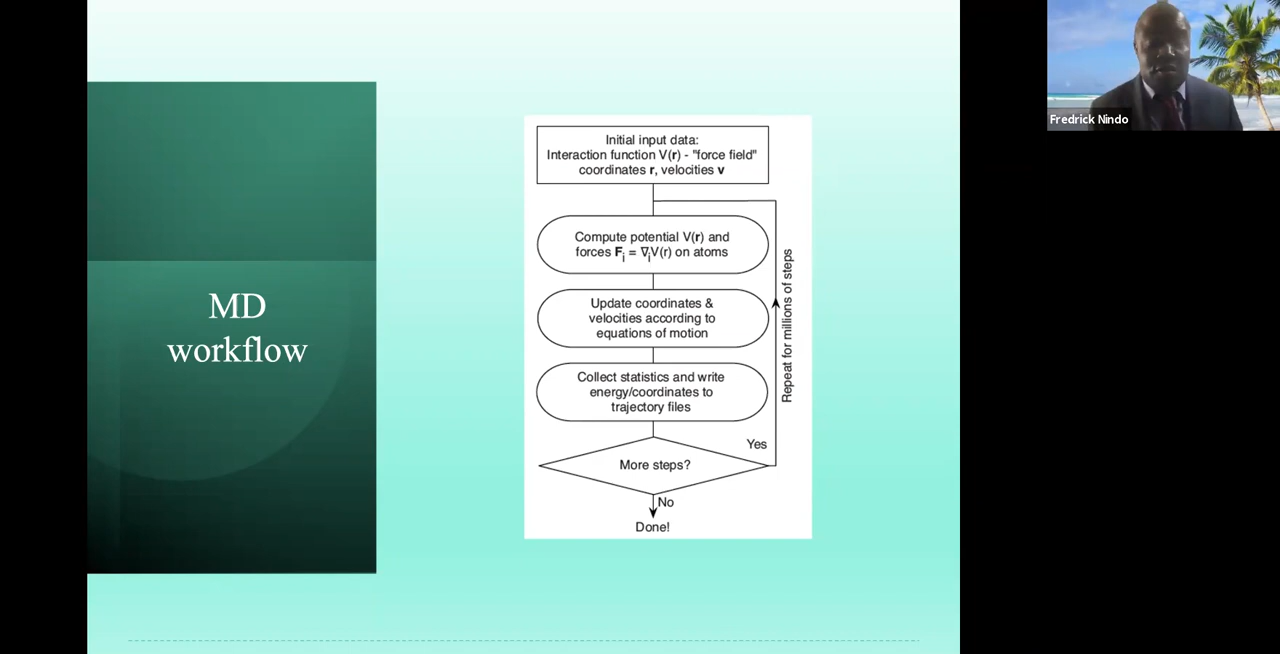 MD
workflow
Initial input data:
Interaction function V(r) - "force field"
coordinates r, velocities v
Compute potential V(r) and
forces Fi = ∇iV(r) on atoms
Update coordinates &
velocities according to
equations of motion
Collect statistics and write
energy/coordinates to
trajectory files
More steps?
Yes
No
Done!
Repeat for millions of steps
Fredrick Nindo